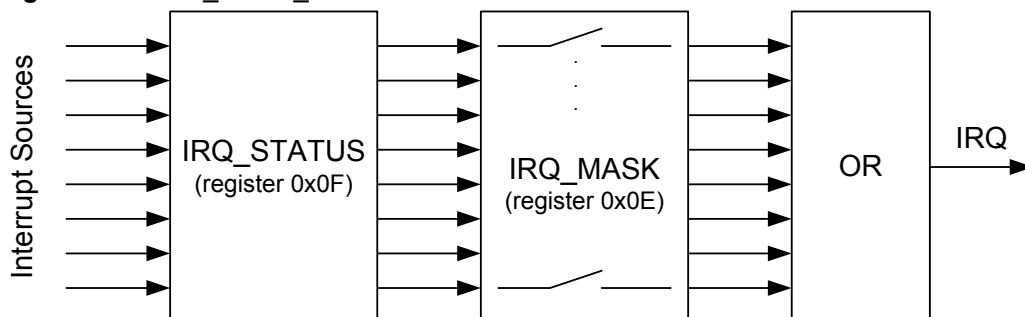 Interrupt Sources
IRQ_STATUS
(register 0x0F)
IRQ_MASK
(register 0x0E)
OR
IRQ